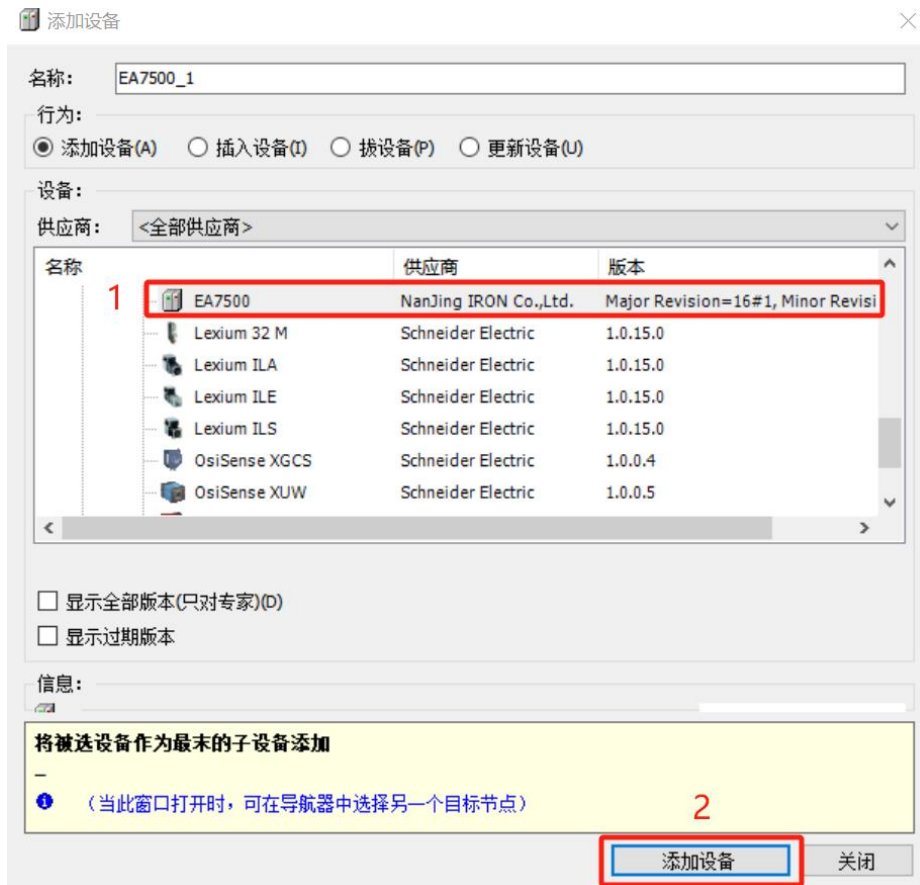 添加设备
名称: EA7500_1
行为:
添加设备(A) 插入设备(I) 拔设备(P) 更新设备(U)
设备:
供应商: <全部供应商>
名称 供应商 版本
1 EA7500 NanJing IRON Co.,Ltd. Major Revision=16#1, Minor Revisi
Lexium 32 M Schneider Electric 1.0.15.0
Lexium ILA Schneider Electric 1.0.15.0
Lexium ILE Schneider Electric 1.0.15.0
Lexium ILS Schneider Electric 1.0.15.0
OsiSense XGCS Schneider Electric 1.0.0.4
OsiSense XUW Schneider Electric 1.0.0.5
显示全部版本(只对专家)(D)
显示过期版本
信息:
将被选设备作为最末的子设备添加
–
(当此窗口打开时，可在导航器中选择另一个目标节点)
2
添加设备 关闭